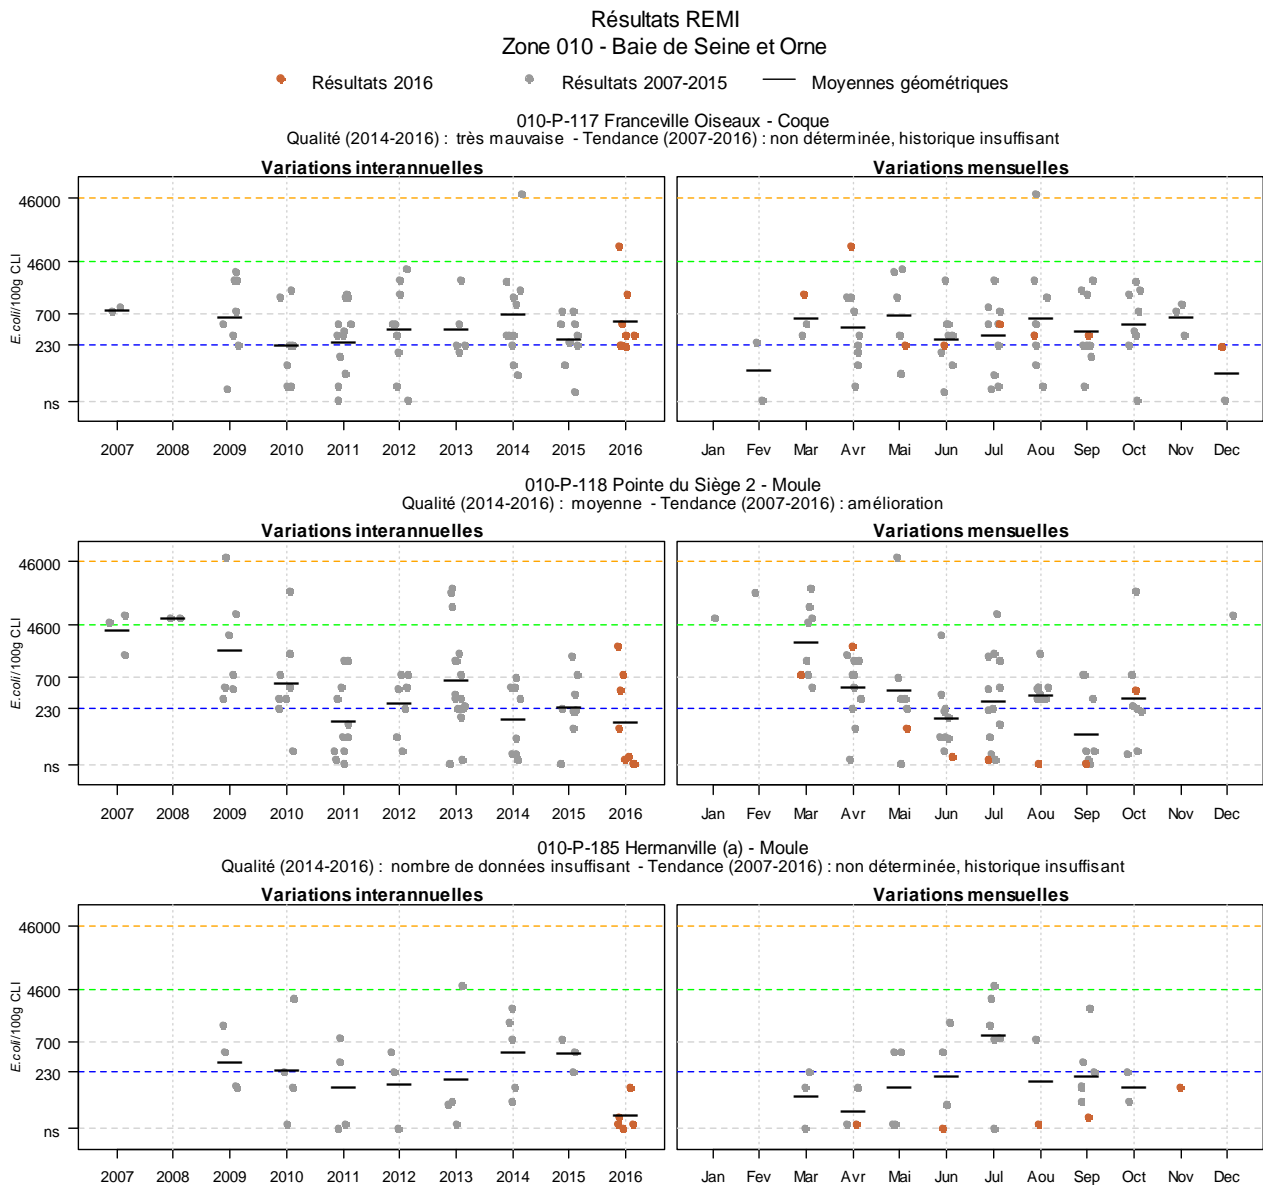 Résultats REMI
Zone 010 - Baie de Seine et Orne
Résultats 2016 Résultats 2007-2015 Moyennes géométriques
010-P-117 Franceville Oiseaux - Coque
Qualité (2014-2016) : très mauvaise - Tendance (2007-2016) : non déterminée, historique insuffisant
Variations interannuelles Variations mensuelles
E.coli/100g CLI
46000
4600
700
230
ns
2007 2008 2009 2010 2011 2012 2013 2014 2015 2016 Jan Fev Mar Avr Mai Jun Jul Aou Sep Oct Nov Dec
010-P-118 Pointe du Siège 2 - Moule
Qualité (2014-2016) : moyenne - Tendance (2007-2016) : amélioration
Variations interannuelles Variations mensuelles
E.coli/100g CLI
46000
4600
700
230
ns
2007 2008 2009 2010 2011 2012 2013 2014 2015 2016 Jan Fev Mar Avr Mai Jun Jul Aou Sep Oct Nov Dec
010-P-185 Hermanville (a) - Moule
Qualité (2014-2016) : nombre de données insuffisant - Tendance (2007-2016) : non déterminée, historique insuffisant
Variations interannuelles Variations mensuelles
E.coli/100g CLI
46000
4600
700
230
ns
2007 2008 2009 2010 2011 2012 2013 2014 2015 2016 Jan Fev Mar Avr Mai Jun Jul Aou Sep Oct Nov Dec